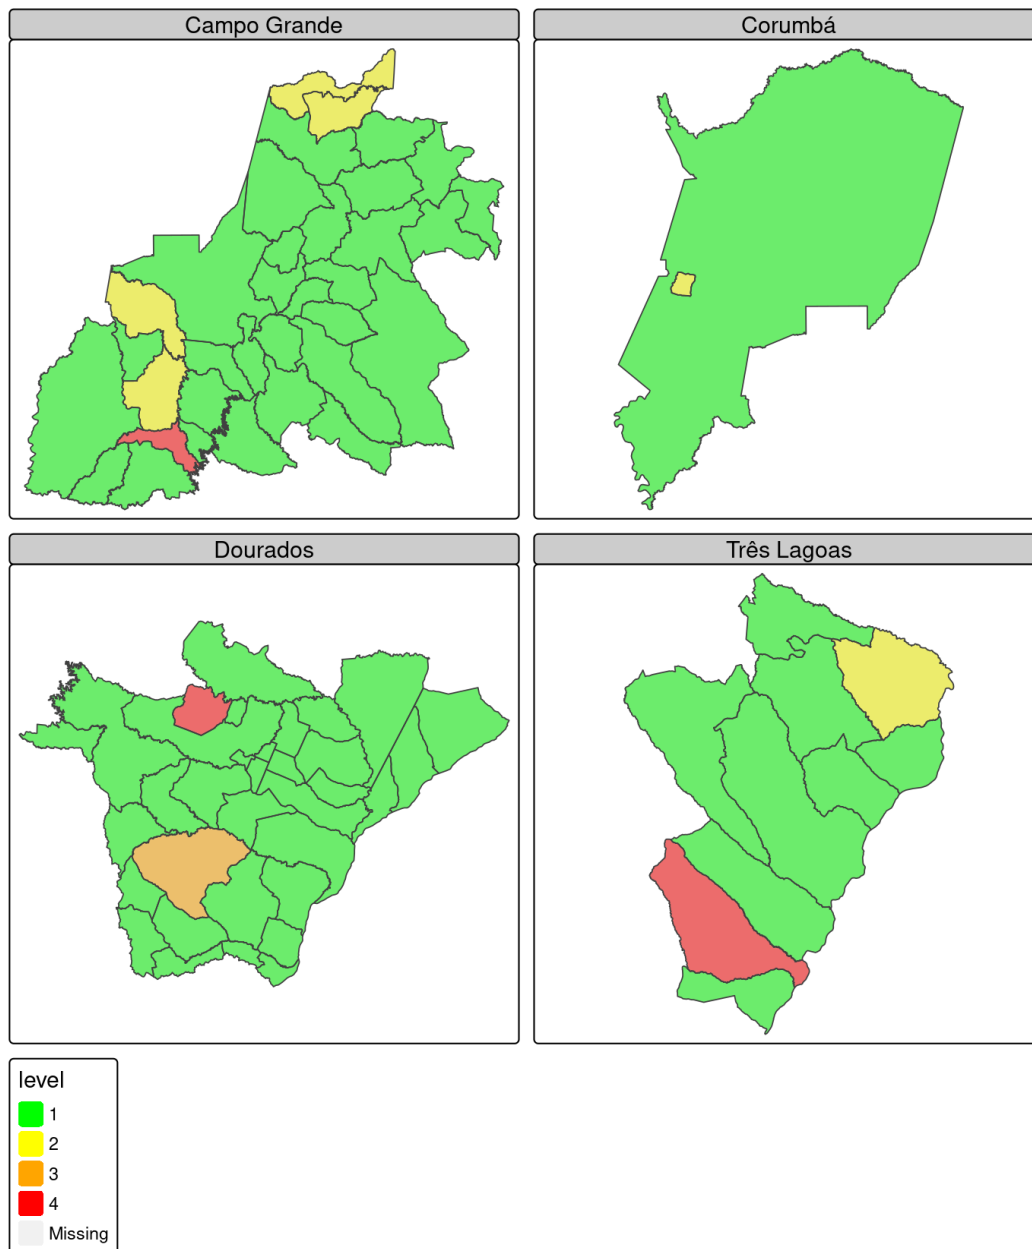 Campo Grande
Corumbá
Dourados
Três Lagoas
level
1
2
3
4
Missing